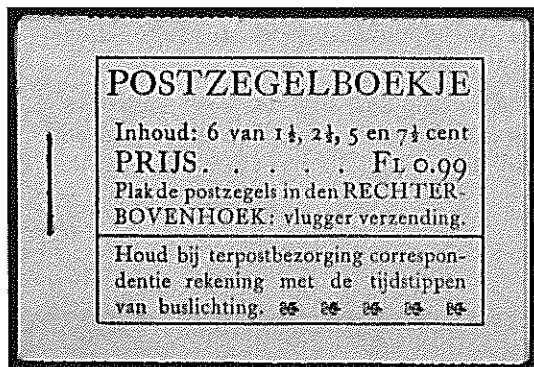 POSTZEGELBOEKJE
Inhoud: 6 van 1½, 2½, 5 en 7½ cent
PRIJS. . . . . FL 0.99
Plak de postzegels in den RECHTER-
BOVENHOEK: vlugger verzending.
Houd bij terpostbezorging correspon-
dentie rekening met de tijdstippen
van buslichting.